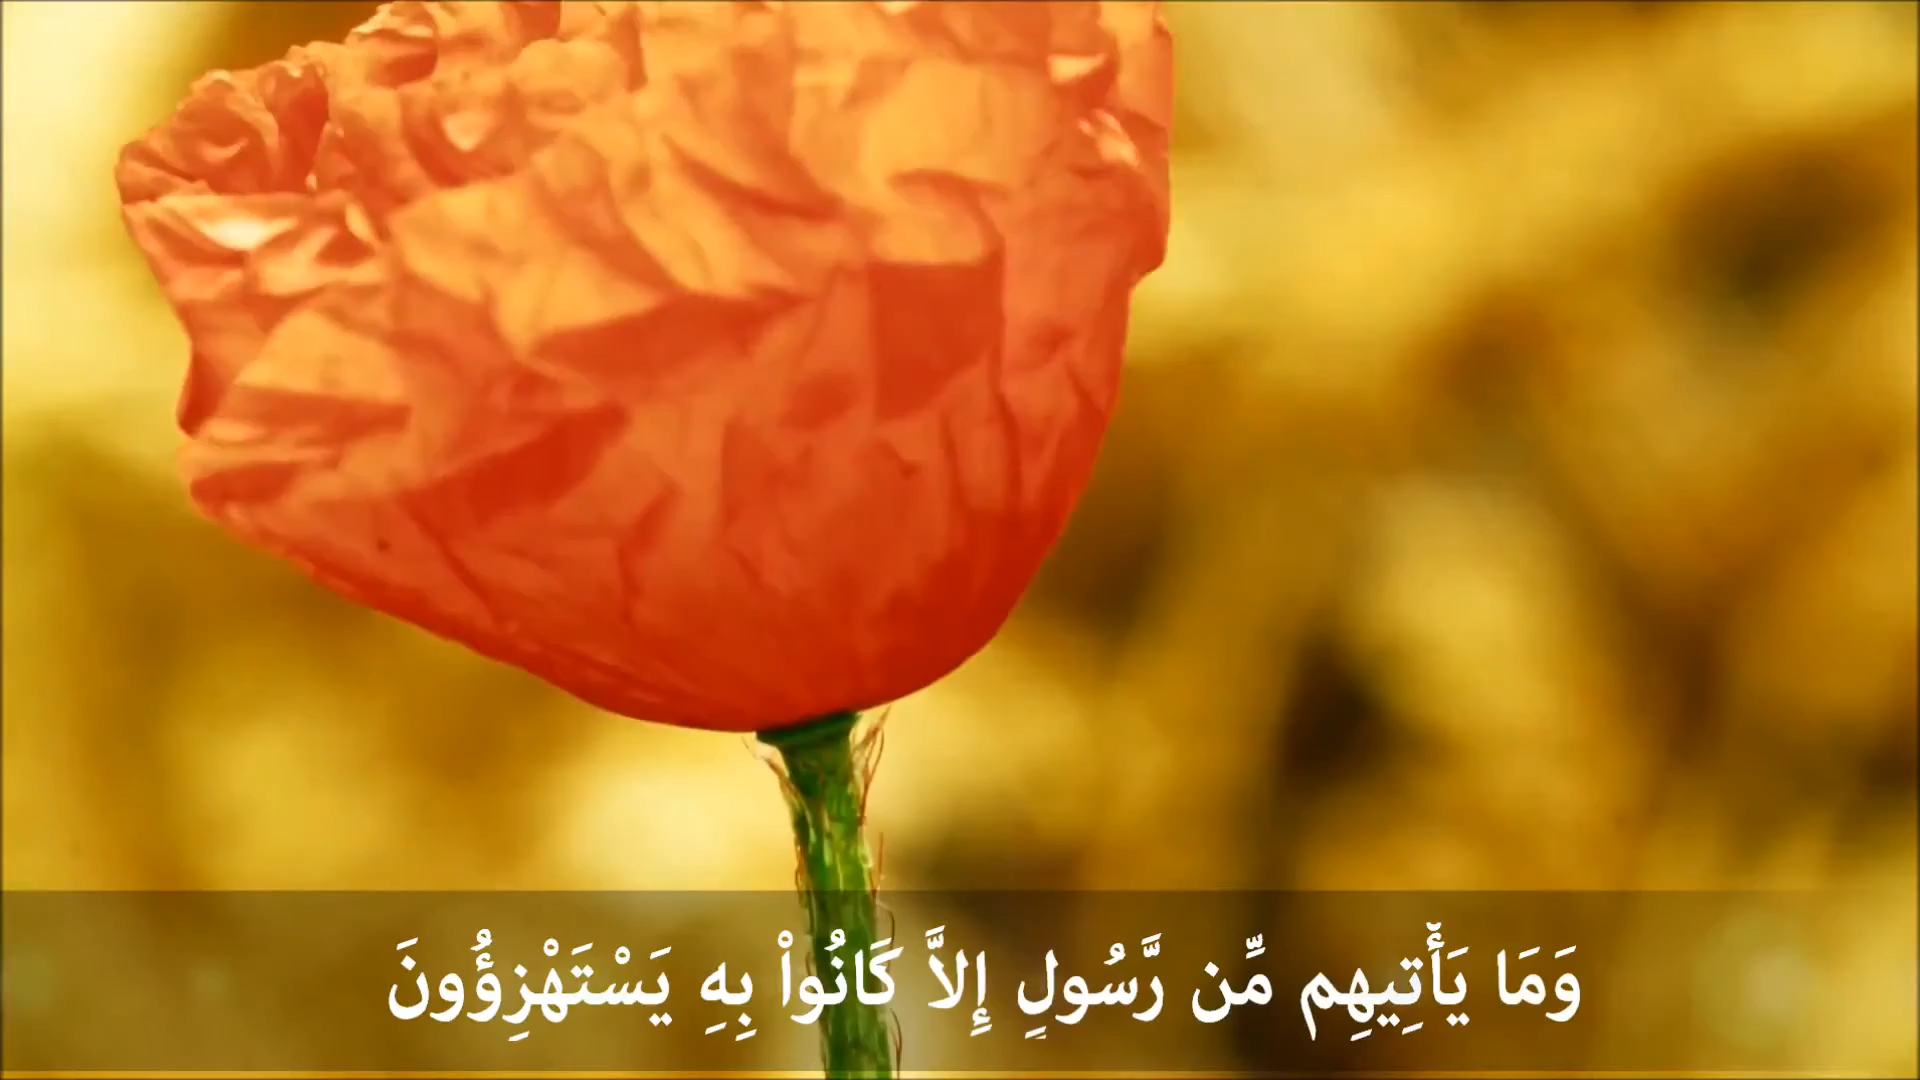 وَمَا يَأْتِيهِم مِّن رَّسُولٍ إِلاَّ كَانُواْ بِهِ يَسْتَهْزِؤُونَ